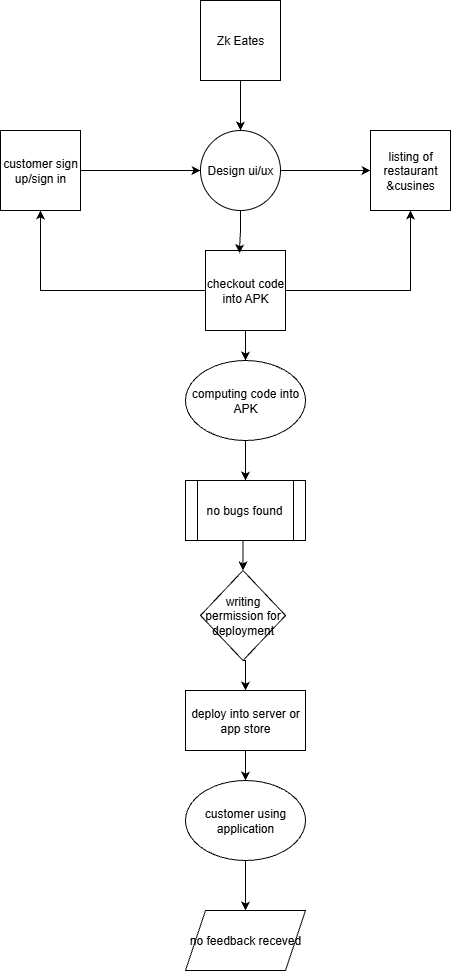 Zk Eates
customer sign
up/sign in
Design ui/ux
listing of
restaurant
&cusines
checkout code
into APK
computing code into
APK
no bugs found
writing
permission for
deployment
deploy into server or
app store
customer using
application
no feedback receved